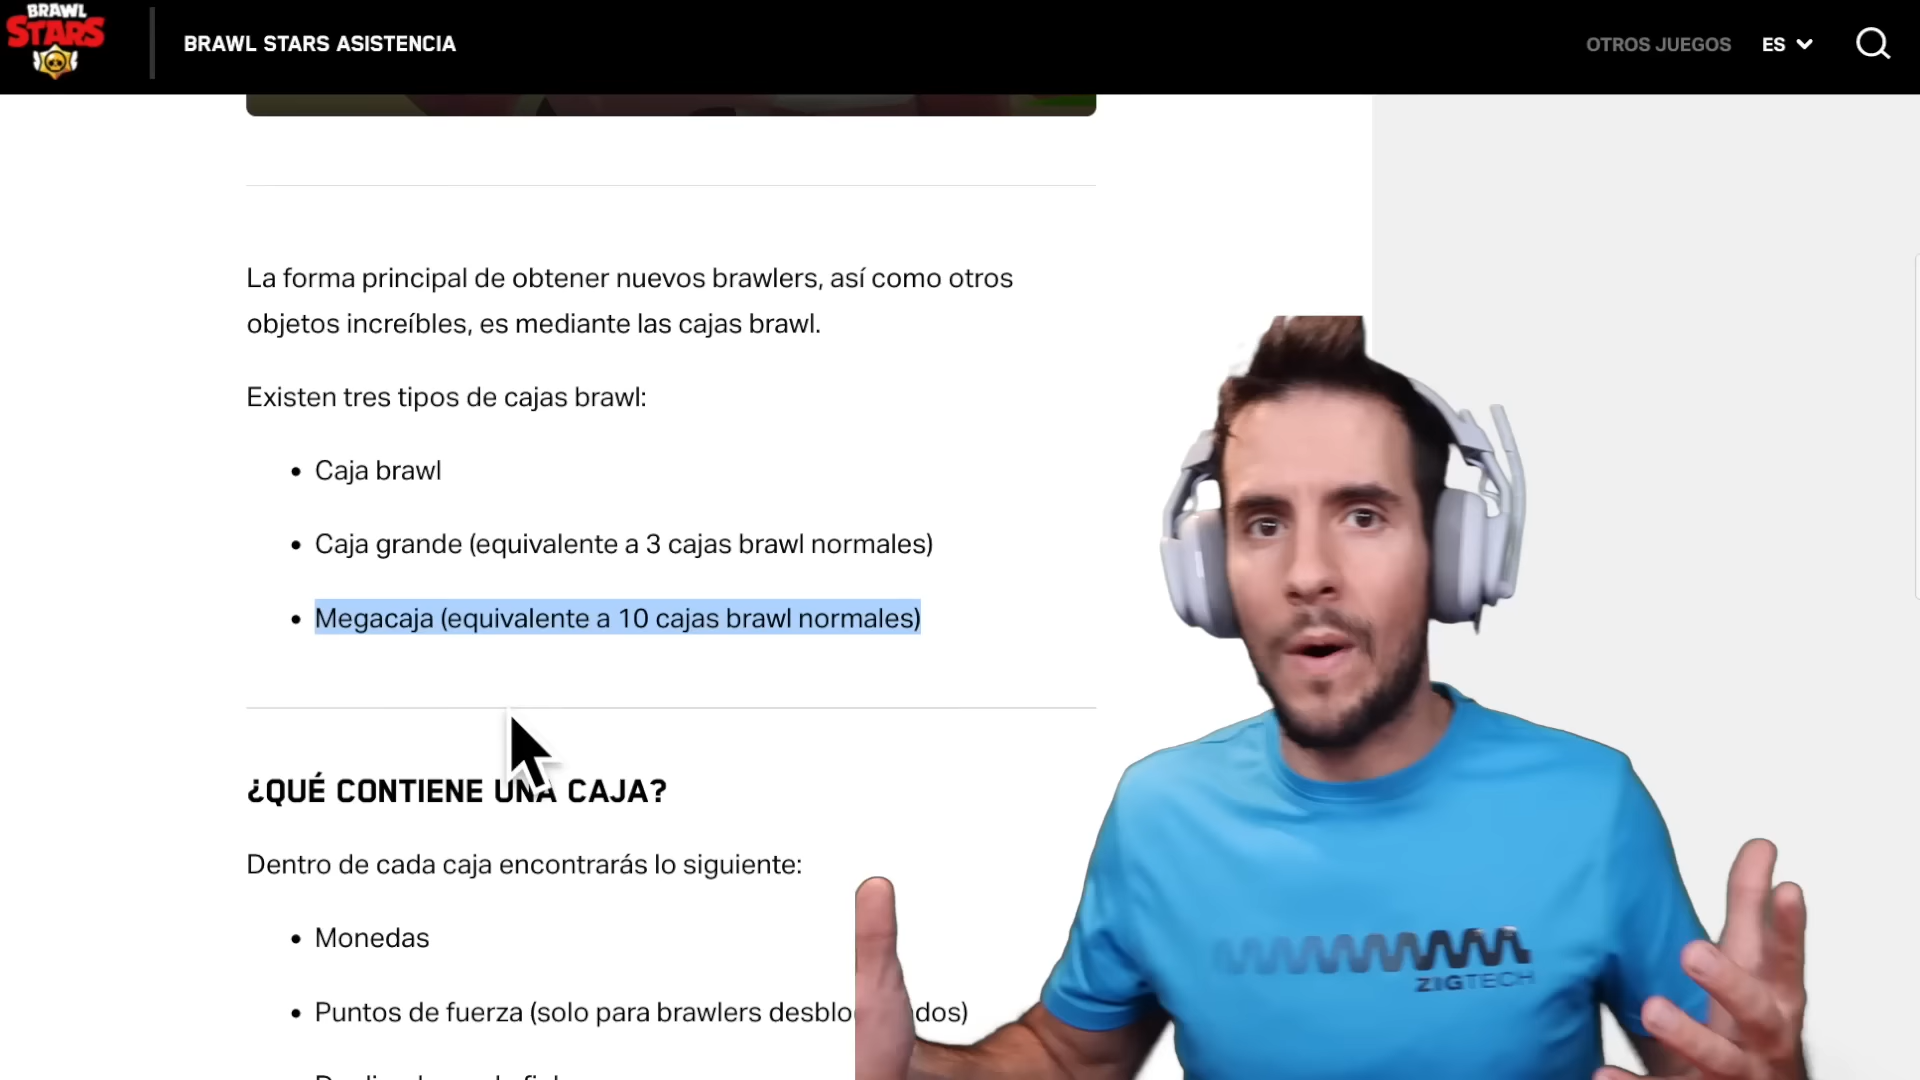 BRAWL
STARS
BRAWL STARS ASISTENCIA
OTROS JUEGOS
ES
La forma principal de obtener nuevos brawlers, así como otros
objetos increíbles, es mediante las cajas brawl.
Existen tres tipos de cajas brawl:
• Caja brawl
• Caja grande (equivalente a 3 cajas brawl normales)
• Megacaja (equivalente a 10 cajas brawl normales)
¿QUÉ CONTIENE UNA CAJA?
Dentro de cada caja encontrarás lo siguiente:
• Monedas
• Puntos de fuerza (solo para brawlers
ZIGTECH